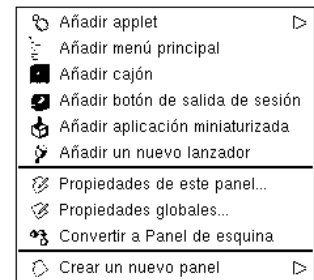 Añadir applet
Añadir menú principal
Añadir cajón
Añadir botón de salida de sesión
Añadir aplicación miniaturizada
Añadir un nuevo lanzador
Propiedades de este panel...
Propiedades globales...
Convertir a Panel de esquina
Crear un nuevo panel